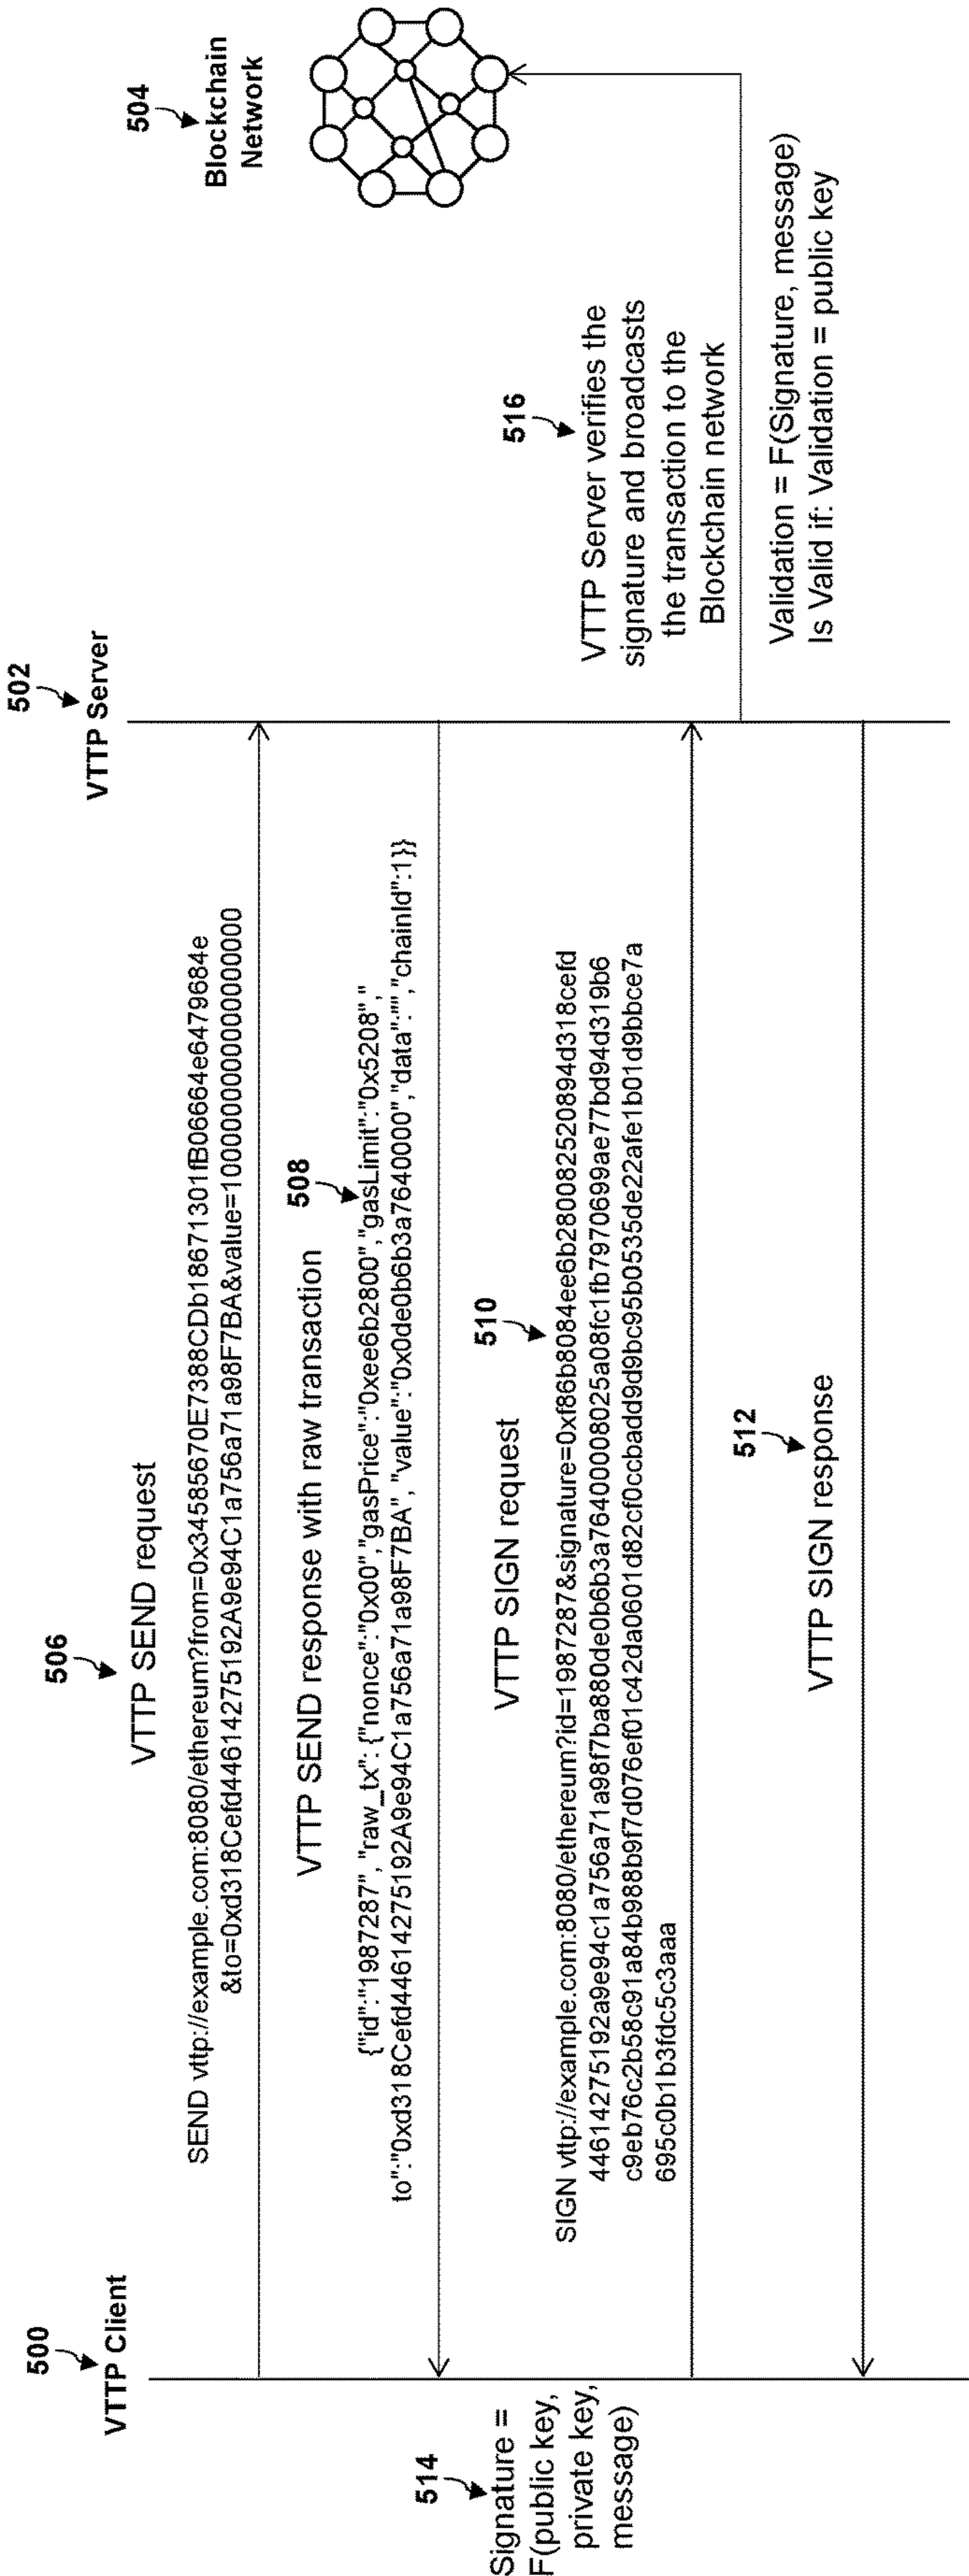 500
VTTP Client
502
VTTP Server
504
Blockchain
Network
506
VTTP SEND request
SEND vttp://example.com:8080/ethereum?from=0x34585670E7388CDb18671301fB06664e6479684e
&to=0xd318Cefd44614275192A9e94C1a756a71a98F7BA&value=1000000000000000000
VTTP SEND response with raw transaction
508
{"id":"1987287", "raw_tx": {"nonce":"0x00","gasPrice":"0xee6b2800","gasLimit":"0x5208","
to":"0xd318Cefd44614275192A9e94C1a756a71a98F7BA", "value":"0x0de0b6b3a7640000","data":"","chainId":1}}
514
Signature =
F(public key,
private key,
message)
VTTP SIGN request
510
SIGN vttp://example.com:8080/ethereum?id=1987287&signature=0xf86b8084ee6b280082520894d318cefd
44614275192a9e94c1a756a71a98f7ba880de0b6b3a76400008025a08fc1fb7970699ae77bd94d319b6
c9eb76c2b58c91a84b988b9f7d076ef01c42da0601d82cf0ccbadd9d9bc95b0535de22afe1b01d9bbce7a
695c0b1b3fdc5c3aaa
516
VTTP Server verifies the
signature and broadcasts
the transaction to the
Blockchain network
Validation = F(Signature, message)
Is Valid if: Validation = public key
512
VTTP SIGN response